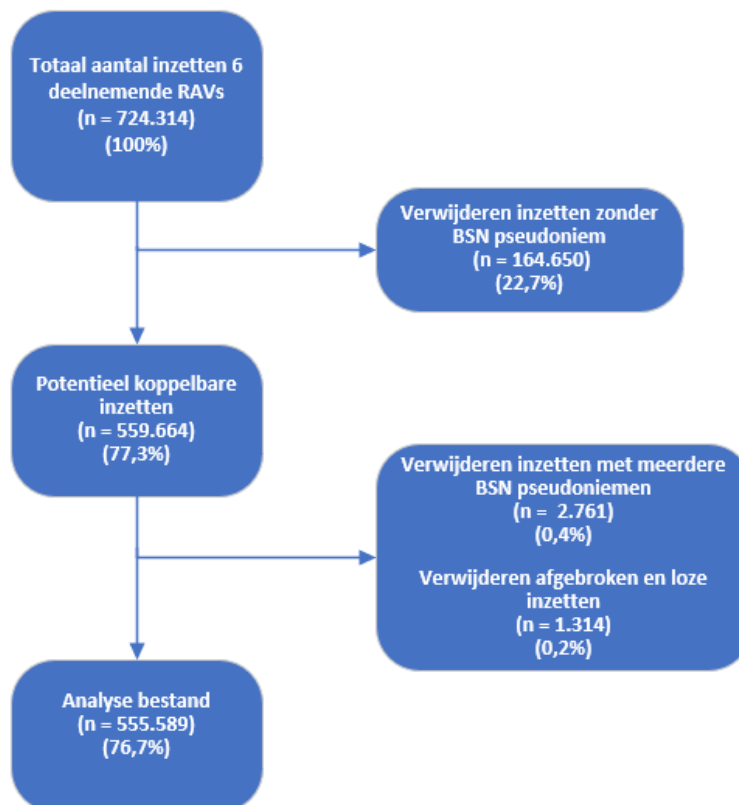 Totaal aantal inzetten 6
deelnemende RAVs
(n = 724.314)
(100%)
Verwijderen inzetten zonder
BSN pseudoniem
(n = 164.650)
(22,7%)
Potentieel koppelbare
inzetten
(n = 559.664)
(77,3%)
Verwijderen inzetten met meerdere
BSN pseudoniemen
(n =  2.761)
(0,4%)
Verwijderen afgebroken en loze
inzetten
(n = 1.314)
(0,2%)
Analyse bestand
(n = 555.589)
(76,7%)